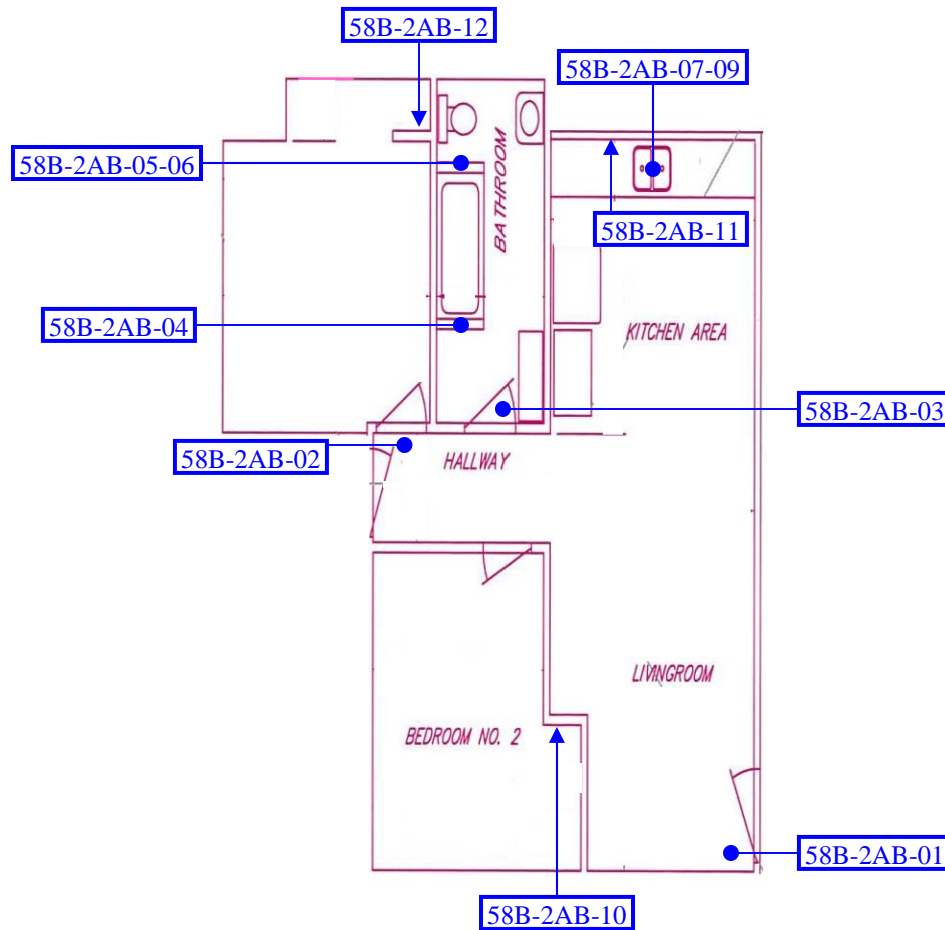 58B-2AB-12
58B-2AB-07-09
58B-2AB-05-06
BATHROOM
58B-2AB-11
58B-2AB-04
KITCHEN AREA
58B-2AB-03
58B-2AB-02
HALLWAY
LIVINGROOM
BEDROOM NO. 2
58B-2AB-01
58B-2AB-10